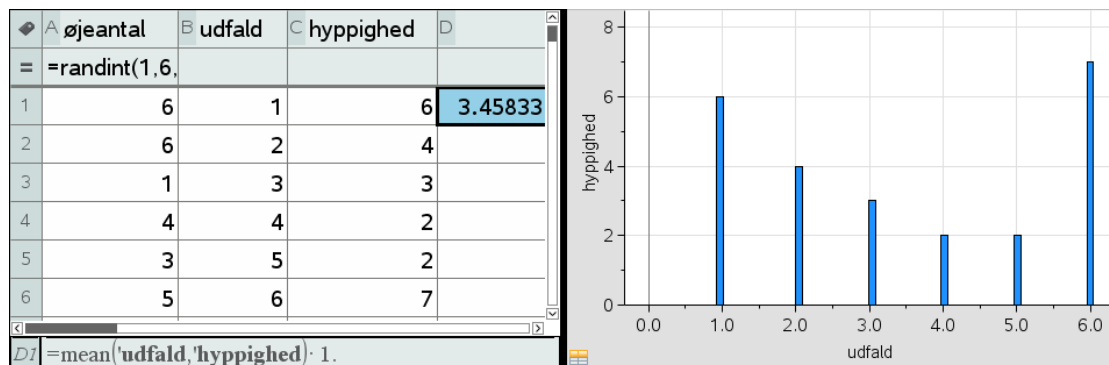 A øjeantal B udfald C hyppighed D
= =randint(1,6,
1 6 1 6 3.45833
2 6 2 4
3 1 3 3
4 4 4 2
5 3 5 2
6 5 6 7
D1 =mean('udfald,'hyppighed)· 1.
8
6
4
2
0
hyppighed
0.0 1.0 2.0 3.0 4.0 5.0 6.0
udfald